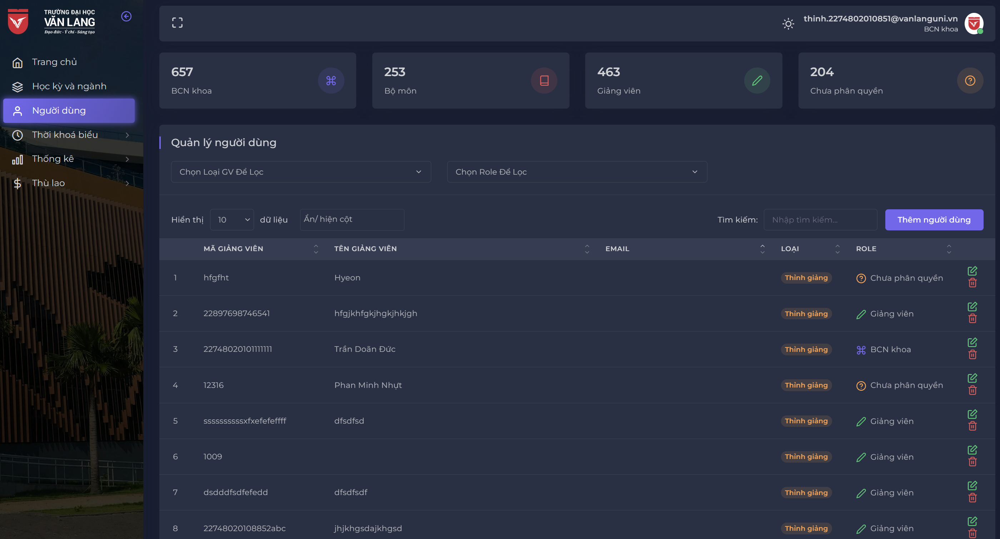 TRƯỜNG ĐẠI HỌC
VĂN LANG
Đạo đức - Ý chí - Sáng tạo
Trang chủ
Học kỳ và ngành
Người dùng
Thời khoá biểu
Thống kê
Thù lao
thinh.2274802010851@vanlanguni.vn
BCN khoa
657
BCN khoa
253
Bộ môn
463
Giảng viên
204
Chưa phân quyền
Quản lý người dùng
Chọn Loại GV Để Lọc
Chọn Role Để Lọc
Hiển thị 10 dữ liệu Ẩn/ hiện cột Tìm kiếm: Nhập tìm kiếm... Thêm người dùng
MÃ GIẢNG VIÊN TÊN GIẢNG VIÊN EMAIL LOẠI ROLE
1 hfgfht Hyeon Thỉnh giảng Chưa phân quyền
2 22897698746541 hfgjkhfgkjhgkjhkjgh Thỉnh giảng Giảng viên
3 22748020101111111 Trần Doãn Đức Thỉnh giảng BCN khoa
4 12316 Phan Minh Nhựt Thỉnh giảng Chưa phân quyền
5 ssssssssssxfxefefeffff dfsdfsd Thỉnh giảng Giảng viên
6 1009 Thỉnh giảng Giảng viên
7 dsdddfsdfefedd dfsdfsdf Thỉnh giảng Giảng viên
8 22748020108852abc jhjkhgsdajkhgsd Thỉnh giảng Giảng viên